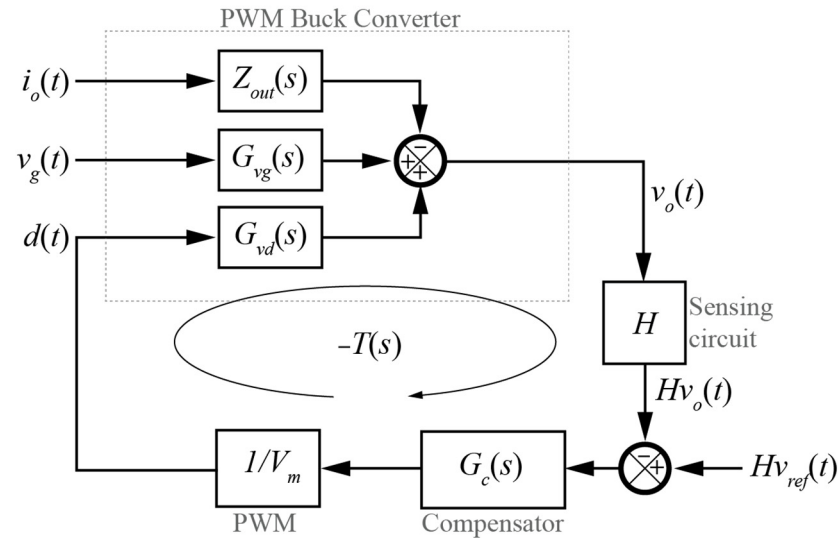 PWM Buck Converter
i_o(t)
Z_out(s)
−
v_g(t)
G_vg(s)
+
+
v_o(t)
d(t)
G_vd(s)
H
Sensing
circuit
−T(s)
Hv_o(t)
1/V_m
G_c(s)
−
+
Hv_ref(t)
PWM
Compensator